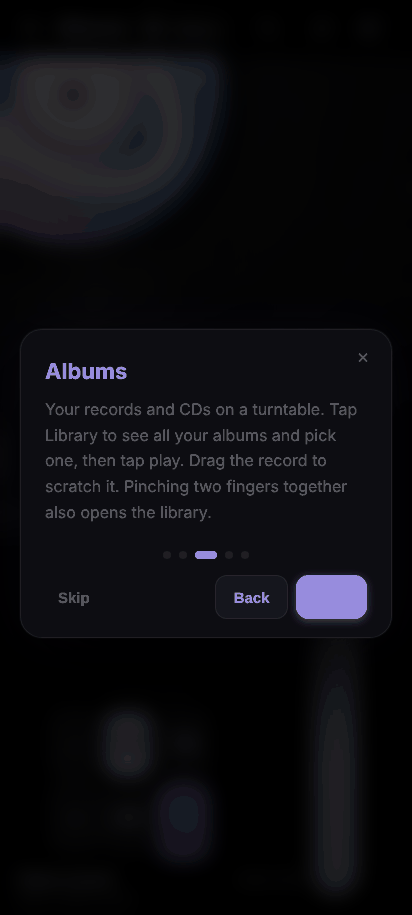 Albums
Your records and CDs on a turntable. Tap
Library to see all your albums and pick
one, then tap play. Drag the record to
scratch it. Pinching two fingers together
also opens the library.
Skip
Back